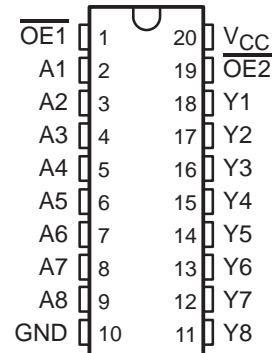 O̅E̅1̅ 1 20 VCC
A1 2 19 O̅E̅2̅
A2 3 18 Y1
A3 4 17 Y2
A4 5 16 Y3
A5 6 15 Y4
A6 7 14 Y5
A7 8 13 Y6
A8 9 12 Y7
GND 10 11 Y8